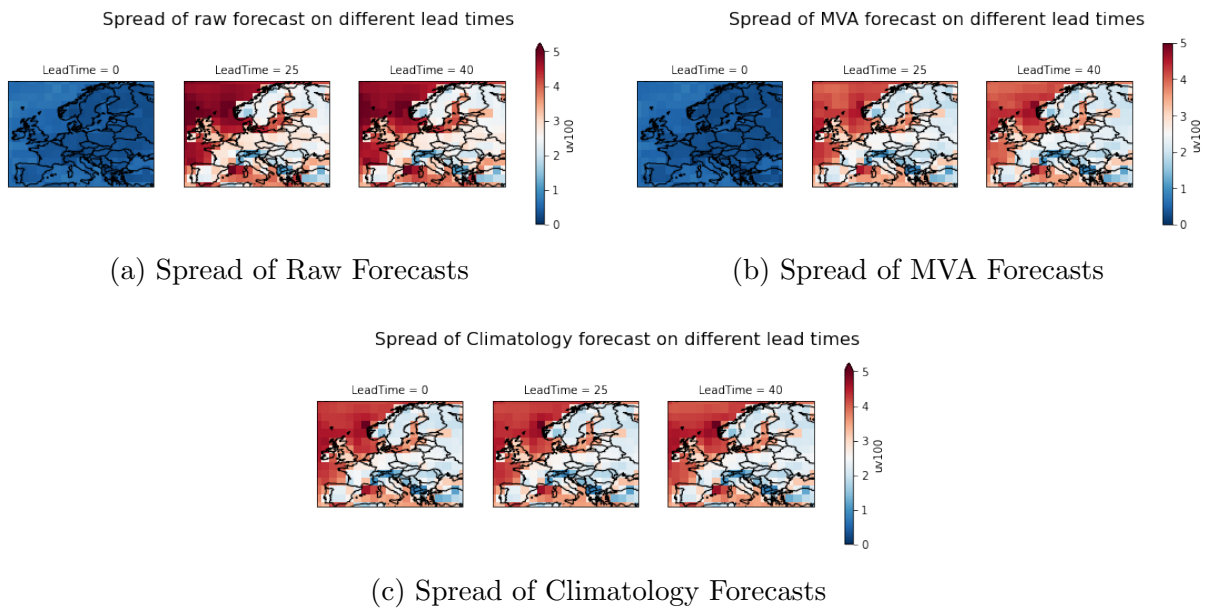 Spread of raw forecast on different lead times
LeadTime = 0
LeadTime = 25
LeadTime = 40
5
4
3
2
1
0
uv100
(a) Spread of Raw Forecasts
Spread of MVA forecast on different lead times
LeadTime = 0
LeadTime = 25
LeadTime = 40
5
4
3
2
1
0
uv100
(b) Spread of MVA Forecasts
Spread of Climatology forecast on different lead times
LeadTime = 0
LeadTime = 25
LeadTime = 40
5
4
3
2
1
0
uv100
(c) Spread of Climatology Forecasts